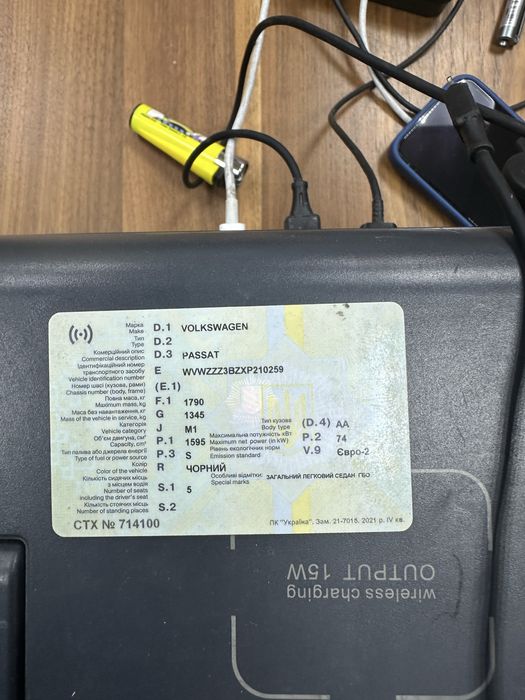 Марка D.1 VOLKSWAGEN
Make
Тип D.2
Type
Комерційний опис D.3 PASSAT
Commercial description
Ідентифікаційний номер
транспортного засобу E WVWZZZ3BZXP210259
Vehicle identification number
Номер шасі (кузова, рами) (E.1)
Chassis number (body, frame)
Повна маса, кг F.1 1790
Maximum mass, kg
Маса без навантаження, кг G 1345
Mass of the vehicle in service, kg
Категорія J M1 Тип кузова (D.4) АА
Vehicle category Body type
Об'єм двигуна, см³ P.1 1595 Максимальна потужність кВт P.2 74
Capacity, cm³ Maximum net power (in kW)
Тип палива або джерела енергії P.3 S Рівень екологічних норм V.9 Євро-2
Type of fuel or power source Emission standard
Колір R ЧОРНИЙ
Color of the vehicle
Особливі відмітки: ЗАГАЛЬНИЙ ЛЕГКОВИЙ СЕДАН ГБО
Special marks
Кількість сидячих місць
з місцем водія S.1 5
Number of seats
including the driver's seat
Кількість стоячих місць S.2
Number of standing places
СТХ № 714100
ПК "Україна". Зам. 21-7015. 2021 р. IV кв.
wireless charging
OUTPUT 15W